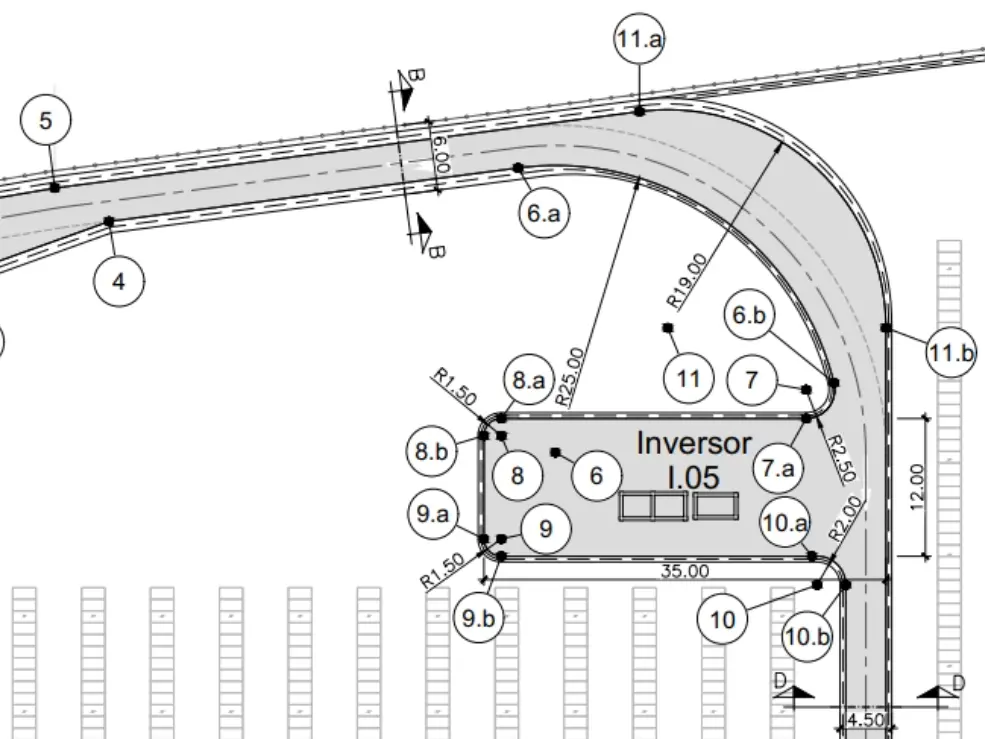 11.a
B
5
6.00
6.a
B
4
R19.00
6.b
11.b
R25.00
11
7
8.a
R1.50
Inversor
I.05
8.b
8
6
7.a
R2.50
12.00
9.a
9
10.a
R2.00
R1.50
35.00
9.b
10
10.b
D
D
4.50